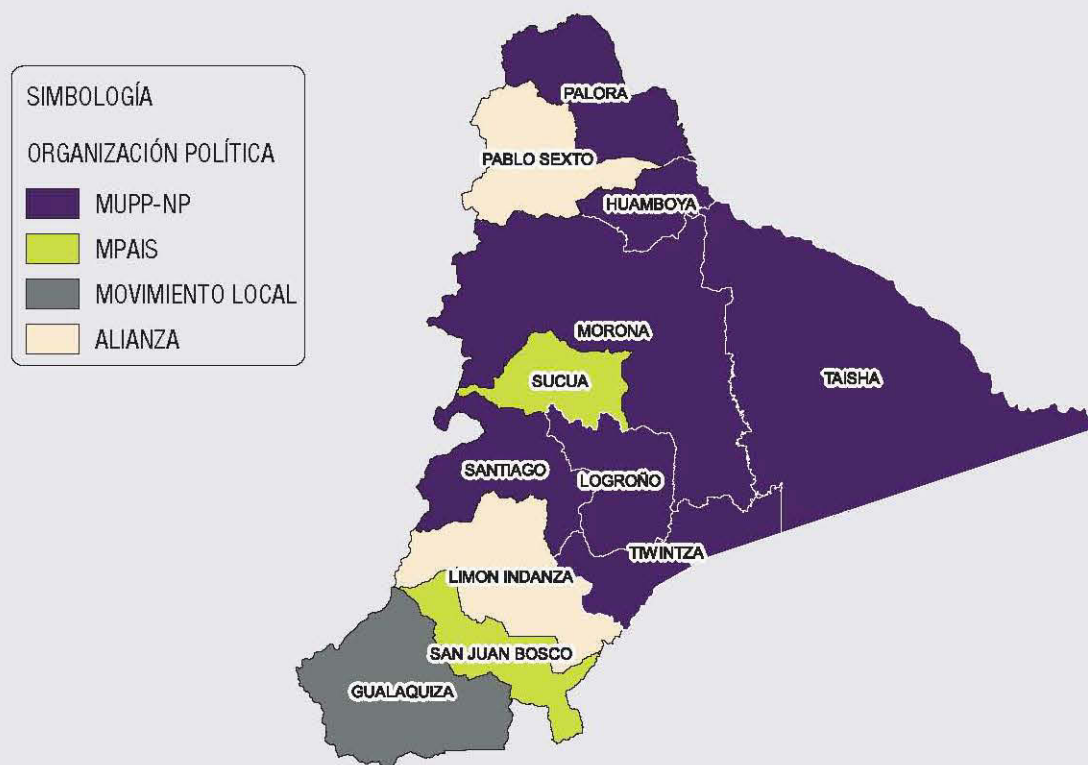 SIMBOLOGÍA
ORGANIZACIÓN POLÍTICA
MUPP-NP
MPAIS
MOVIMIENTO LOCAL
ALIANZA
PALORA
PABLO SEXTO
HUAMBOYA
MORONA
TAISHA
SUCUA
SANTIAGO
LOGROÑO
TIWINTZA
LIMON INDANZA
SAN JUAN BOSCO
GUALAQUIZA